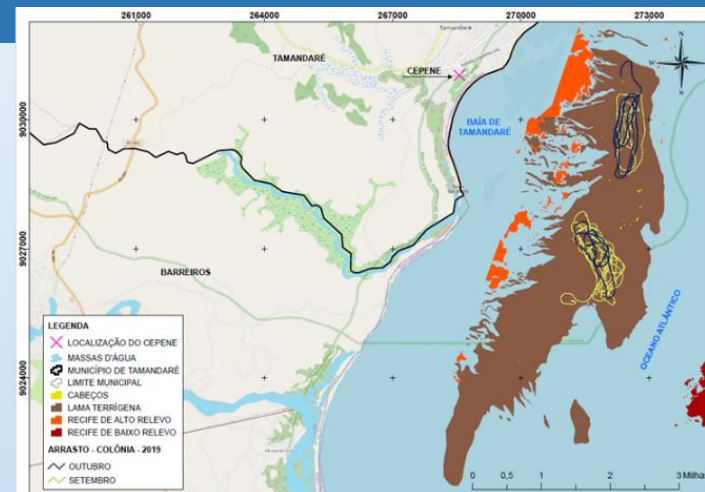 261000 264000 267000 270000 273000
Tamandaré
TAMANDARÉ
CEPENE
W E
S
9030000
BAÍA DE
TAMANDARÉ
9027000
BARREIROS
OCEANO ATLÂNTICO
9024000
LEGENDA
LOCALIZAÇÃO DO CEPENE
MASSAS D'ÁGUA
MUNICÍPIO DE TAMANDARÉ
LIMITE MUNICIPAL
CABEÇOS
LAMA TERRÍGENA
RECIFE DE ALTO RELEVO
RECIFE DE BAIXO RELEVO
ARRASTO - COLÔNIA - 2019
OUTUBRO
SETEMBRO
0 0,5 1 2 3
Milha